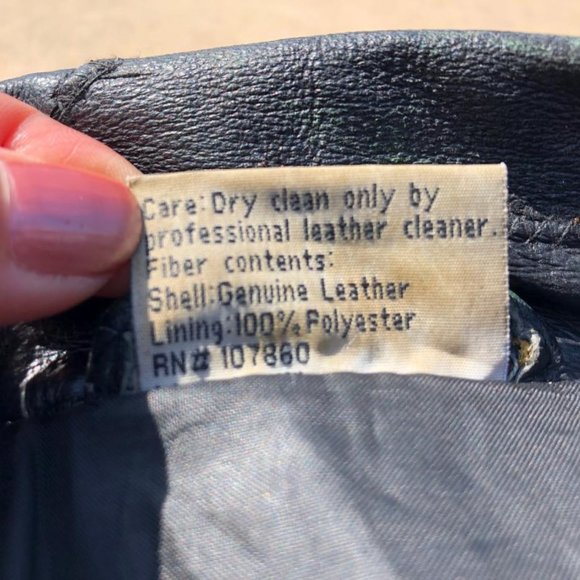 Care:Dry clean only by
professional leather cleaner.
Fiber contents:
Shell:Genuine Leather
Lining:100% Polyester
RN# 107860